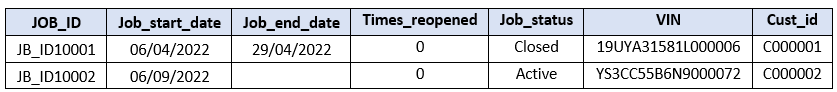 JOB_ID Job_start_date Job_end_date Times_reopened Job_status VIN Cust_id
JB_ID10001 06/04/2022 29/04/2022 0 Closed 19UYA31581L000006 C000001
JB_ID10002 06/09/2022 0 Active YS3CC55B6N9000072 C000002